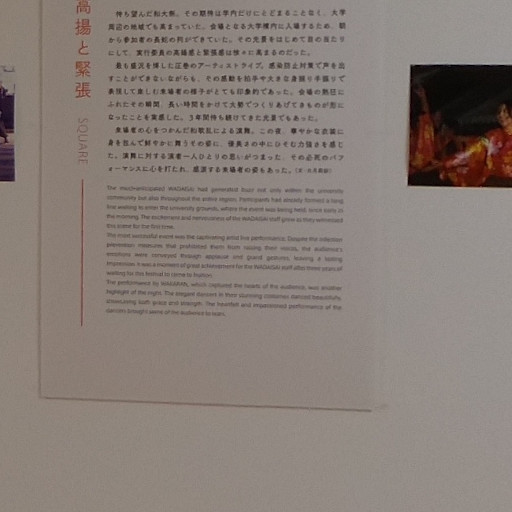 高揚と緊張 SQUARE
待ち望んだ和大祭。その期待は学内だけにとどまることなく、大学
周辺の地域でも高まっていた。会場となる大学構内に入場するため、朝
から参加者の長蛇の列ができていた。その光景をはじめて目の当たり
にして、実行委員の高揚感と緊張感は徐々に高まるのだった。
最も盛況を博した圧巻のアーティストライブ。感染防止対策で声を出
すことができないながらも、その感動を拍手や大きな身振り手振りで
表現して楽しむ来場者の様子がとても印象的であった。会場の熱狂に
ふれたその瞬間、長い時間をかけて大勢でつくりあげてきものが形に
なったことを実感した。3年間待ち続けてきた光景でもあった。
来場者の心をつかんだ和歌乱による演舞。この夜、華やかな衣装に
身を包んで鮮やかに舞うその姿に、優美さの中にひそむ力強さを感じ
た。演舞に対する演者一人ひとりの思いがつまった、その必死のパフ
ォーマンスに心を打たれ、感涙する来場者の姿もあった。
The much-anticipated WADAISAI had generated buzz not only within the university
community but also throughout the entire region. Participants had already formed a long
line waiting to enter the university grounds, where the event was being held, since early in
the morning. The excitement and nervousness of the WADAISAI staff grew as they witnessed
this scene for the first time.
The most successful event was the captivating artist live performance. Despite the infection
prevention measures that prohibited them from raising their voices, the audience's
emotions were conveyed through applause and grand gestures, leaving a lasting
impression. It was a moment of great achievement for the WADAISAI staff after three years of
waiting for this festival to come to fruition.
The performance by WAKARAN, which captured the hearts of the audience, was another
highlight of the night. The elegant dancers in their stunning costumes danced beautifully,
showcasing both grace and strength. The heartfelt and impassioned performance of the
dancers brought some of the audience to tears.